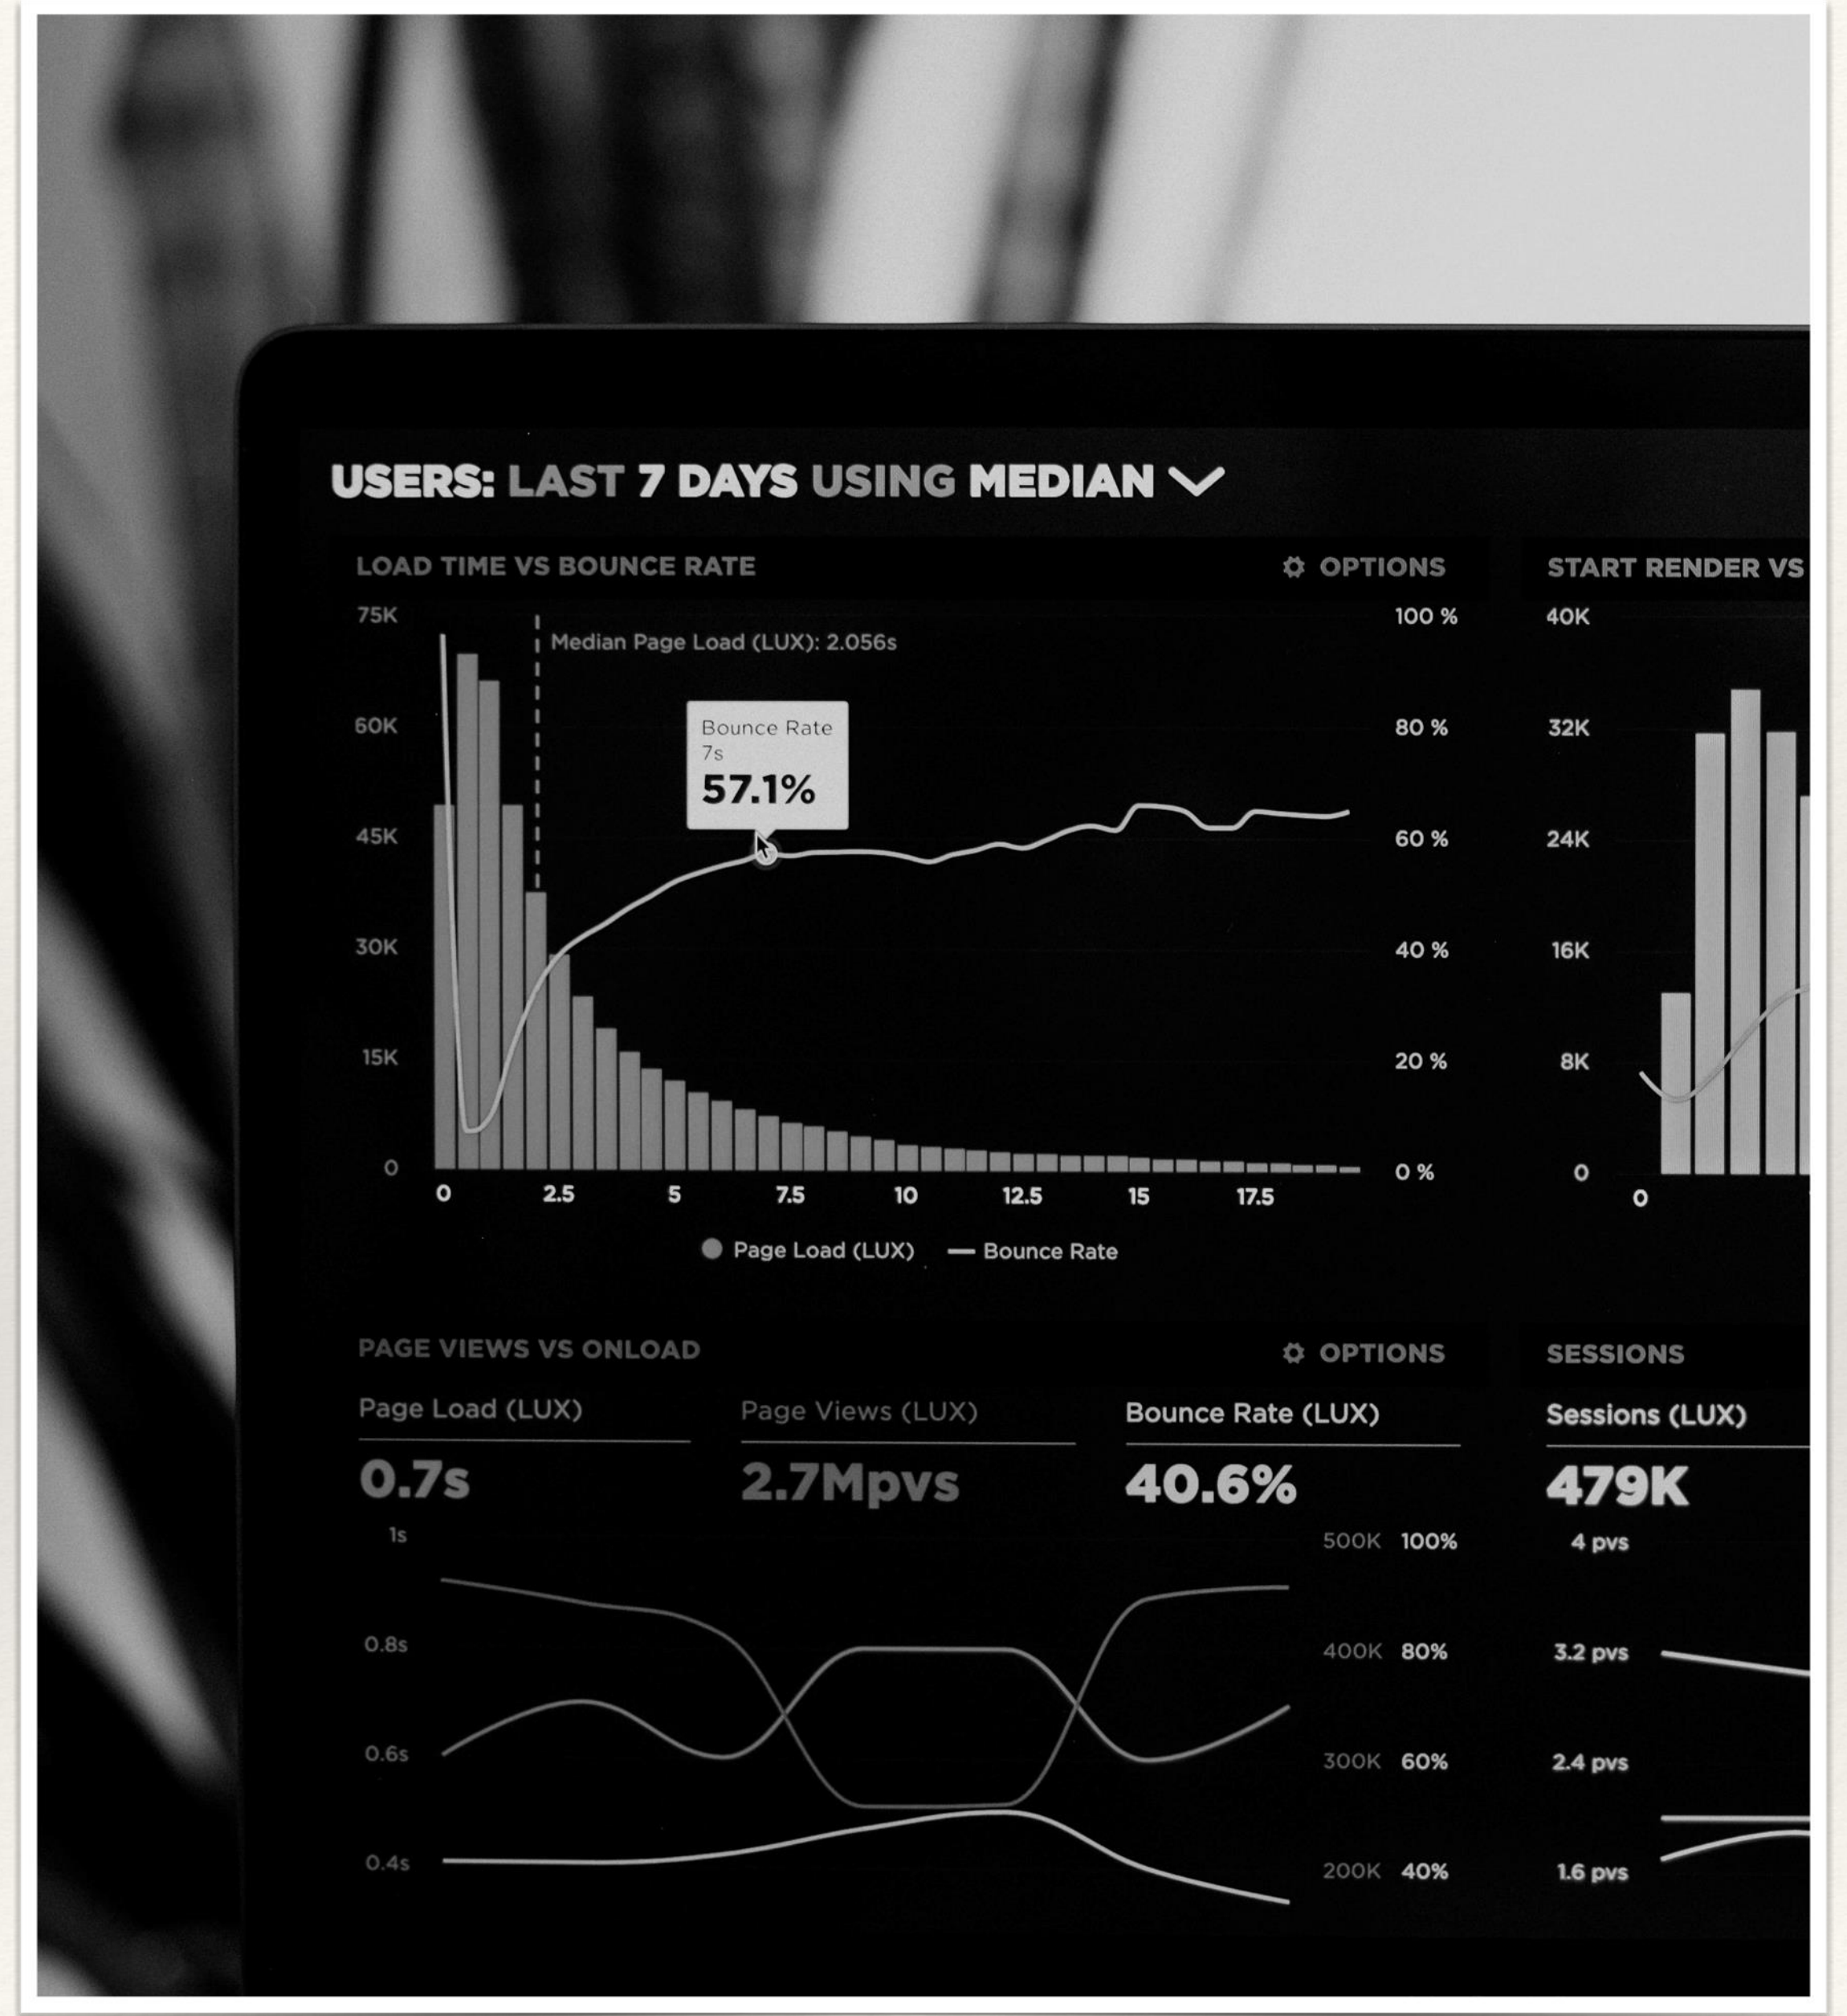 USERS: LAST 7 DAYS USING MEDIAN
LOAD TIME VS BOUNCE RATE
OPTIONS
75K
60K
45K
30K
15K
0
Median Page Load (LUX): 2.056s
Bounce Rate
7s
57.1%
100 %
80 %
60 %
40 %
20 %
0 %
0 2.5 5 7.5 10 12.5 15 17.5
Page Load (LUX) Bounce Rate
START RENDER VS
40K
32K
24K
16K
8K
0
0
PAGE VIEWS VS ONLOAD
OPTIONS
Page Load (LUX)
0.7s
Page Views (LUX)
2.7Mpvs
Bounce Rate (LUX)
40.6%
1s
0.8s
0.6s
0.4s
500K 100%
400K 80%
300K 60%
200K 40%
SESSIONS
Sessions (LUX)
479K
4 pvs
3.2 pvs
2.4 pvs
1.6 pvs